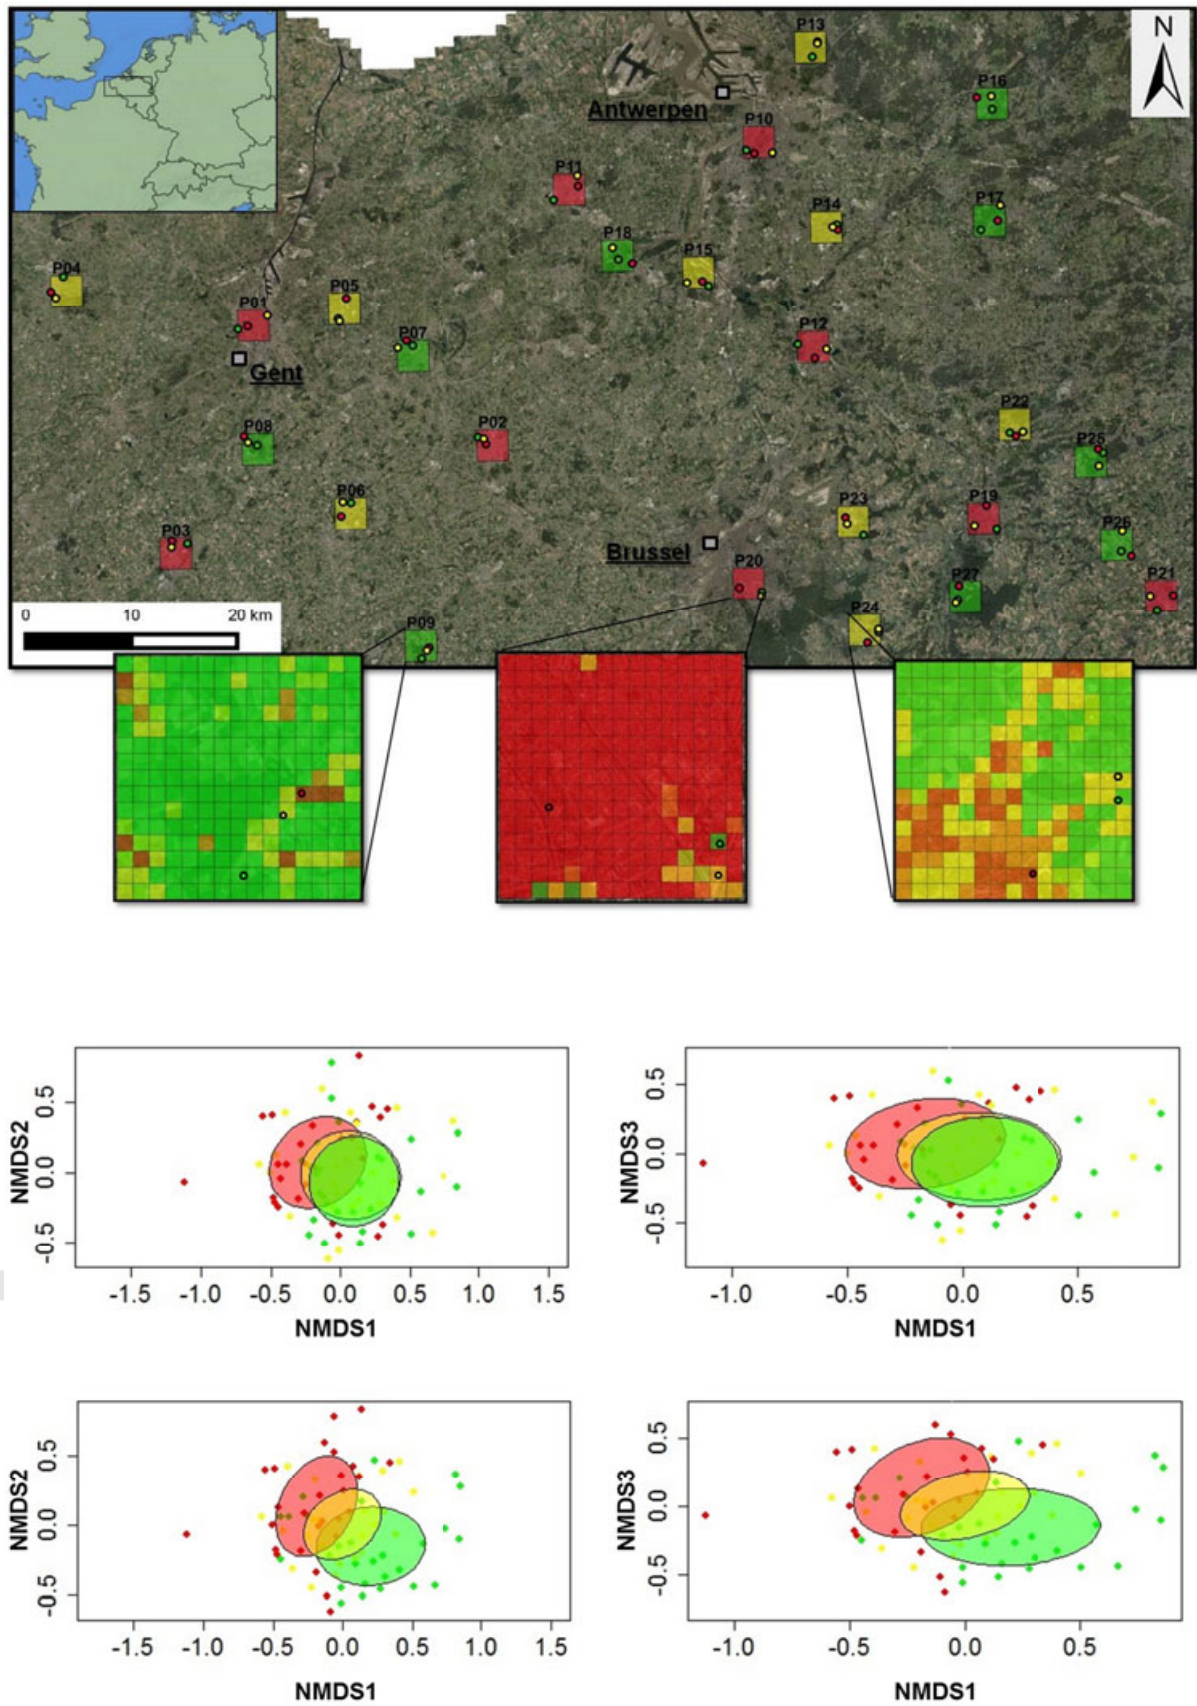 N
P13
P16
Antwerpen
P10
P11
P17
P14
P18
P15
P04
P05
P01
P12
P07
Gent
P22
P02
P08
P25
P06
P23
P19
P03
P26
Brussel
P20
P27
P21
P24
P09
0 10 20 km
NMDS2
0.5
0.0
-0.5
-1.5 -1.0 -0.5 0.0 0.5 1.0 1.5
NMDS1
NMDS3
0.5
0.0
-0.5
-1.0 -0.5 0.0 0.5
NMDS1
NMDS2
0.5
0.0
-0.5
-1.5 -1.0 -0.5 0.0 0.5 1.0 1.5
NMDS1
NMDS3
0.5
0.0
-0.5
-1.0 -0.5 0.0 0.5
NMDS1